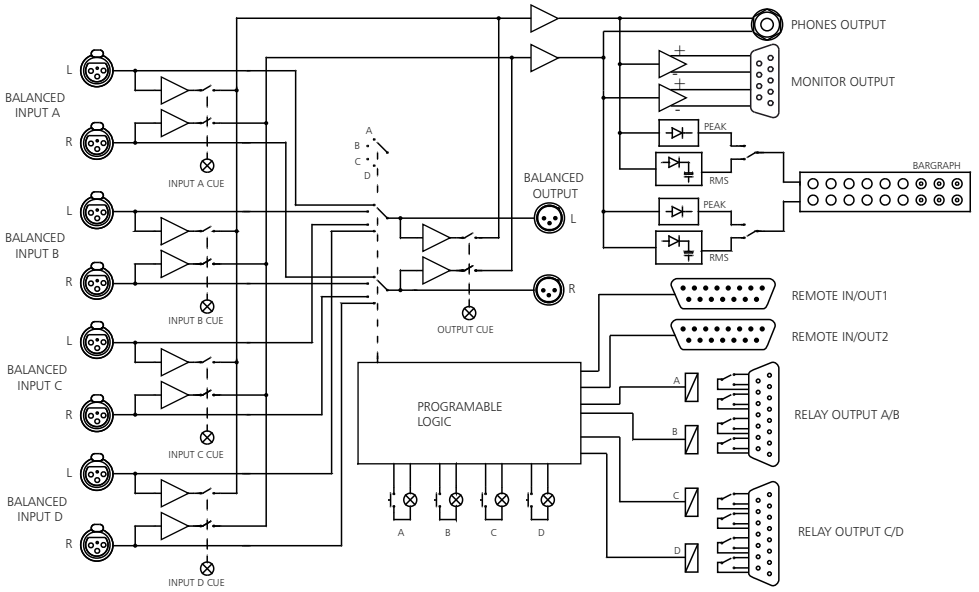 PHONES OUTPUT
L
BALANCED
INPUT A
R
INPUT A CUE
MONITOR OUTPUT
+
-
+
-
PEAK
RMS
BARGRAPH
PEAK
RMS
A
B
C
D
BALANCED
OUTPUT
L
R
OUTPUT CUE
L
BALANCED
INPUT B
R
INPUT B CUE
REMOTE IN/OUT1
REMOTE IN/OUT2
L
BALANCED
INPUT C
R
INPUT C CUE
PROGRAMABLE
LOGIC
A
B
RELAY OUTPUT A/B
L
BALANCED
INPUT D
R
INPUT D CUE
A
B
C
D
C
D
RELAY OUTPUT C/D